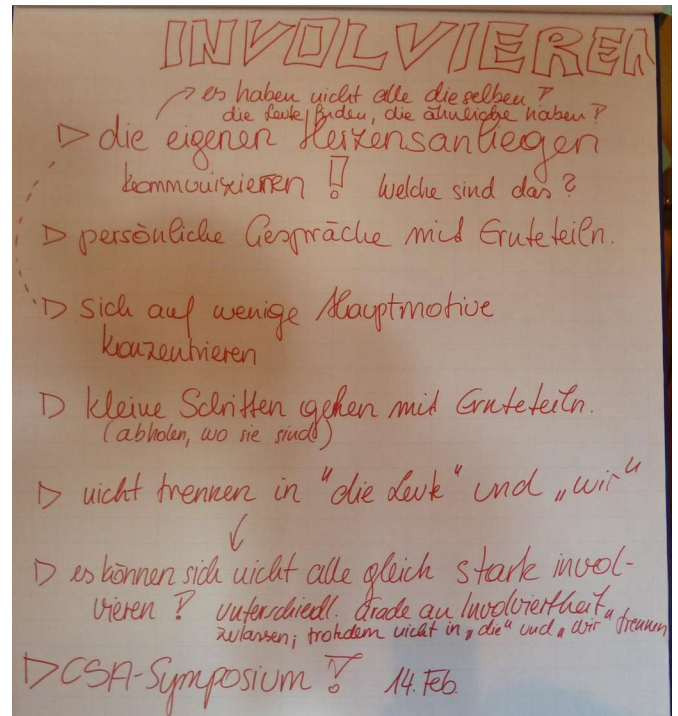 INVOLVIEREN
es haben nicht alle dieselben ?
die Leute finden, die ähnliche haben ?
▷ die eigenen Herzensanliegen
kommunizieren ! Welche sind das ?
▷ persönliche Gespräche mit Ernteteiln.
▷ sich auf wenige Hauptmotive
konzentrieren
▷ kleine Schritten gehen mit Ernteteiln.
(abholen, wo sie sind)
▷ nicht trennen in "die Leute" und „wir"
▷ es können sich nicht alle gleich stark invol-
vieren ! unterschiedl. Grade an Involviertheit
zulassen; trotzdem nicht in „die" und „wir" trennen
▷ CSA-Symposium ! 14. Feb.